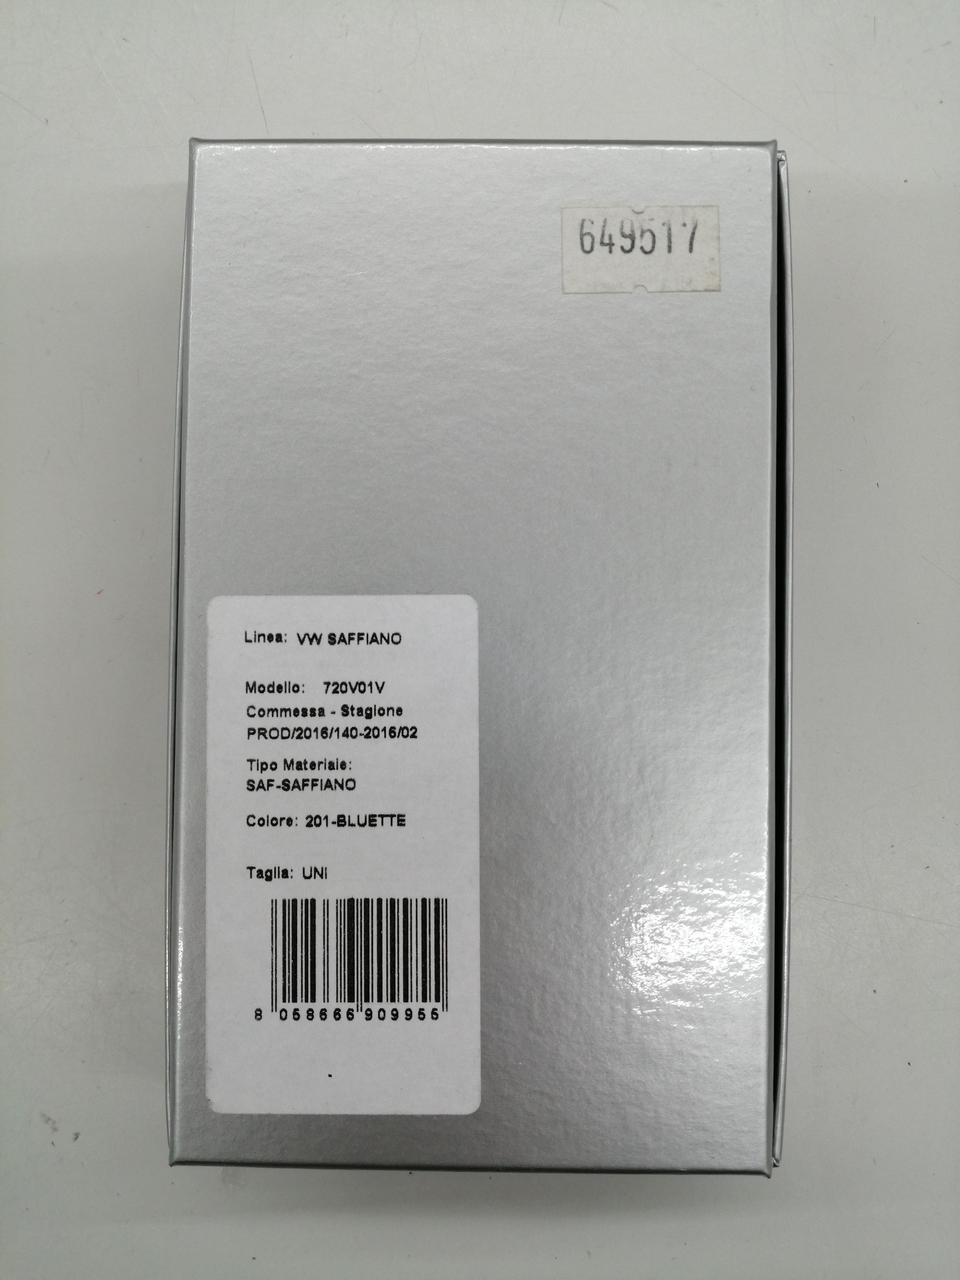 649517
Linea: VW SAFFIANO
Modello: 720V01V
Commessa - Stagione
PROD/2016/140-2016/02
Tipo Materiale:
SAF-SAFFIANO
Colore: 201-BLUETTE
Taglia: UNI
8 058666 909955